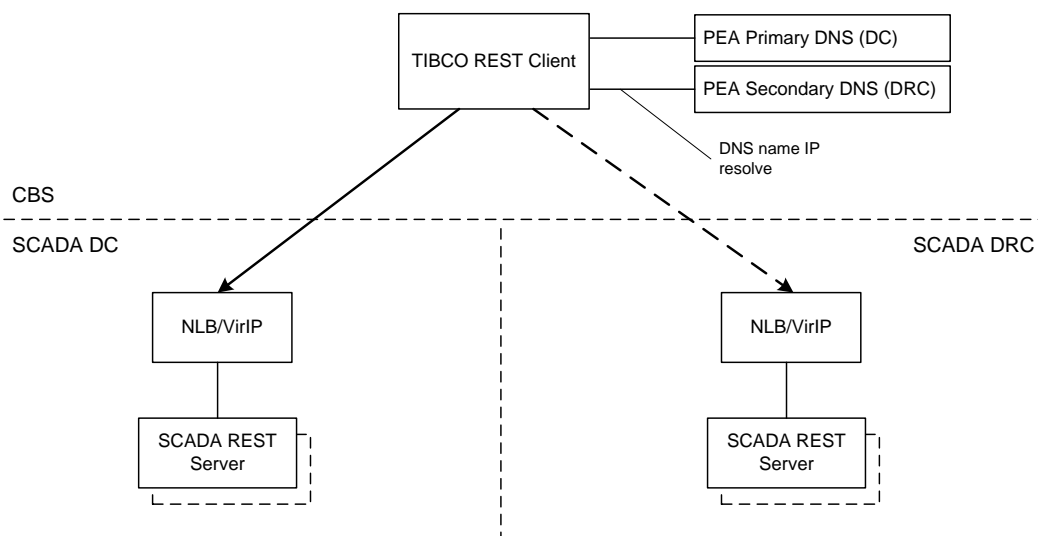 TIBCO REST Client
PEA Primary DNS (DC)
PEA Secondary DNS (DRC)
DNS name IP
resolve
CBS
SCADA DC
SCADA DRC
NLB/VirIP
NLB/VirIP
SCADA REST
Server
SCADA REST
Server